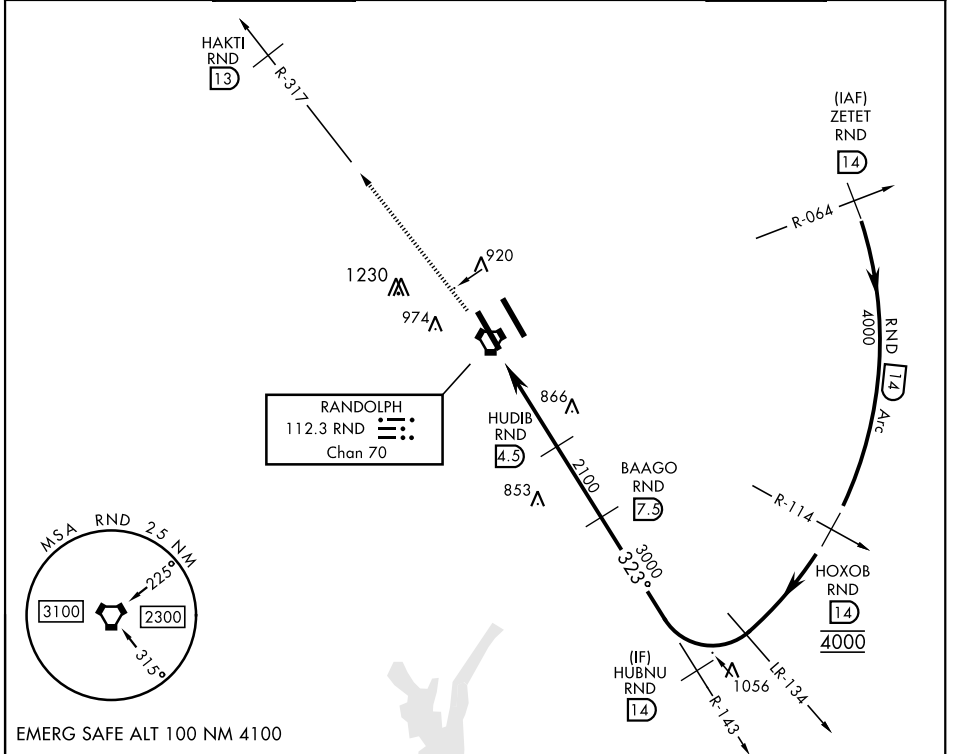 HAKTI
RND
13
R-317
(IAF)
ZETET
RND
14
R-064
920
1230
974
RND 14 Arc
4000
RANDOLPH
112.3 RND
Chan 70
866
HUDIB
RND
4.5
2100
BAAGO
RND
7.5
853
R-114
3000
323°
HOXOB
RND
14
4000
MSA RND 25 NM
225°
3100
2300
315°
(IF)
HUBNU
RND
14
1056
LR-134
R-143
EMERG SAFE ALT 100 NM 4100